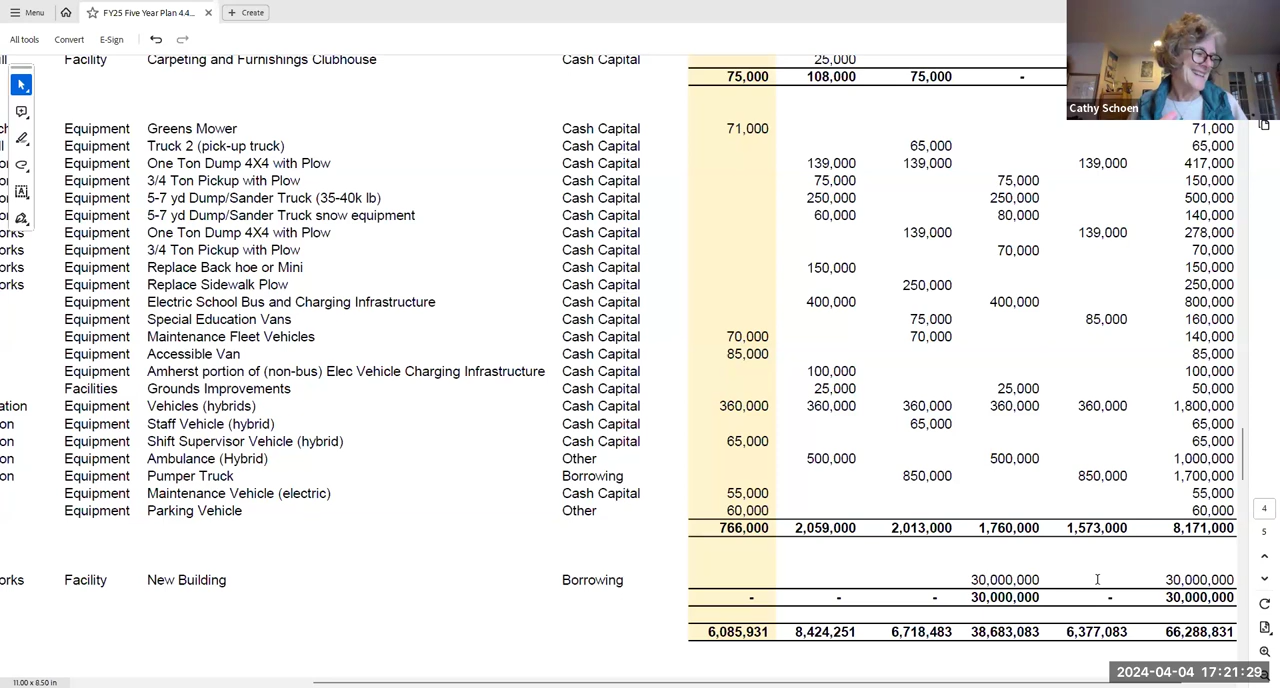 Menu FY25 Five Year Plan 4.4... Create
All tools Convert E-Sign
Facility Carpeting and Furnishings Clubhouse Cash Capital 25,000
75,000 108,000 75,000 -
Cathy Schoen
Equipment Greens Mower Cash Capital 71,000 71,000
Equipment Truck 2 (pick-up truck) Cash Capital 65,000 65,000
Equipment One Ton Dump 4X4 with Plow Cash Capital 139,000 139,000 139,000 417,000
Equipment 3/4 Ton Pickup with Plow Cash Capital 75,000 75,000 150,000
Equipment 5-7 yd Dump/Sander Truck (35-40k lb) Cash Capital 250,000 250,000 500,000
Equipment 5-7 yd Dump/Sander Truck snow equipment Cash Capital 60,000 80,000 140,000
orks Equipment One Ton Dump 4X4 with Plow Cash Capital 139,000 139,000 278,000
orks Equipment 3/4 Ton Pickup with Plow Cash Capital 70,000 70,000
orks Equipment Replace Back hoe or Mini Cash Capital 150,000 150,000
orks Equipment Replace Sidewalk Plow Cash Capital 250,000 250,000
Equipment Electric School Bus and Charging Infrastructure Cash Capital 400,000 400,000 800,000
Equipment Special Education Vans Cash Capital 75,000 85,000 160,000
Equipment Maintenance Fleet Vehicles Cash Capital 70,000 70,000 140,000
Equipment Accessible Van Cash Capital 85,000 85,000
Equipment Amherst portion of (non-bus) Elec Vehicle Charging Infrastructure Cash Capital 100,000 100,000
Facilities Grounds Improvements Cash Capital 25,000 25,000 50,000
ation Equipment Vehicles (hybrids) Cash Capital 360,000 360,000 360,000 360,000 360,000 1,800,000
on Equipment Staff Vehicle (hybrid) Cash Capital 65,000 65,000
on Equipment Shift Supervisor Vehicle (hybrid) Cash Capital 65,000 65,000
on Equipment Ambulance (Hybrid) Other 500,000 500,000 1,000,000
on Equipment Pumper Truck Borrowing 850,000 850,000 1,700,000
Equipment Maintenance Vehicle (electric) Cash Capital 55,000 55,000
Equipment Parking Vehicle Other 60,000 60,000
766,000 2,059,000 2,013,000 1,760,000 1,573,000 8,171,000
4
5
orks Facility New Building Borrowing 30,000,000 30,000,000
- - - 30,000,000 - 30,000,000
6,085,931 8,424,251 6,718,483 38,683,083 6,377,083 66,288,831
2024-04-04 17:21:29
11.00 x 8.50 in